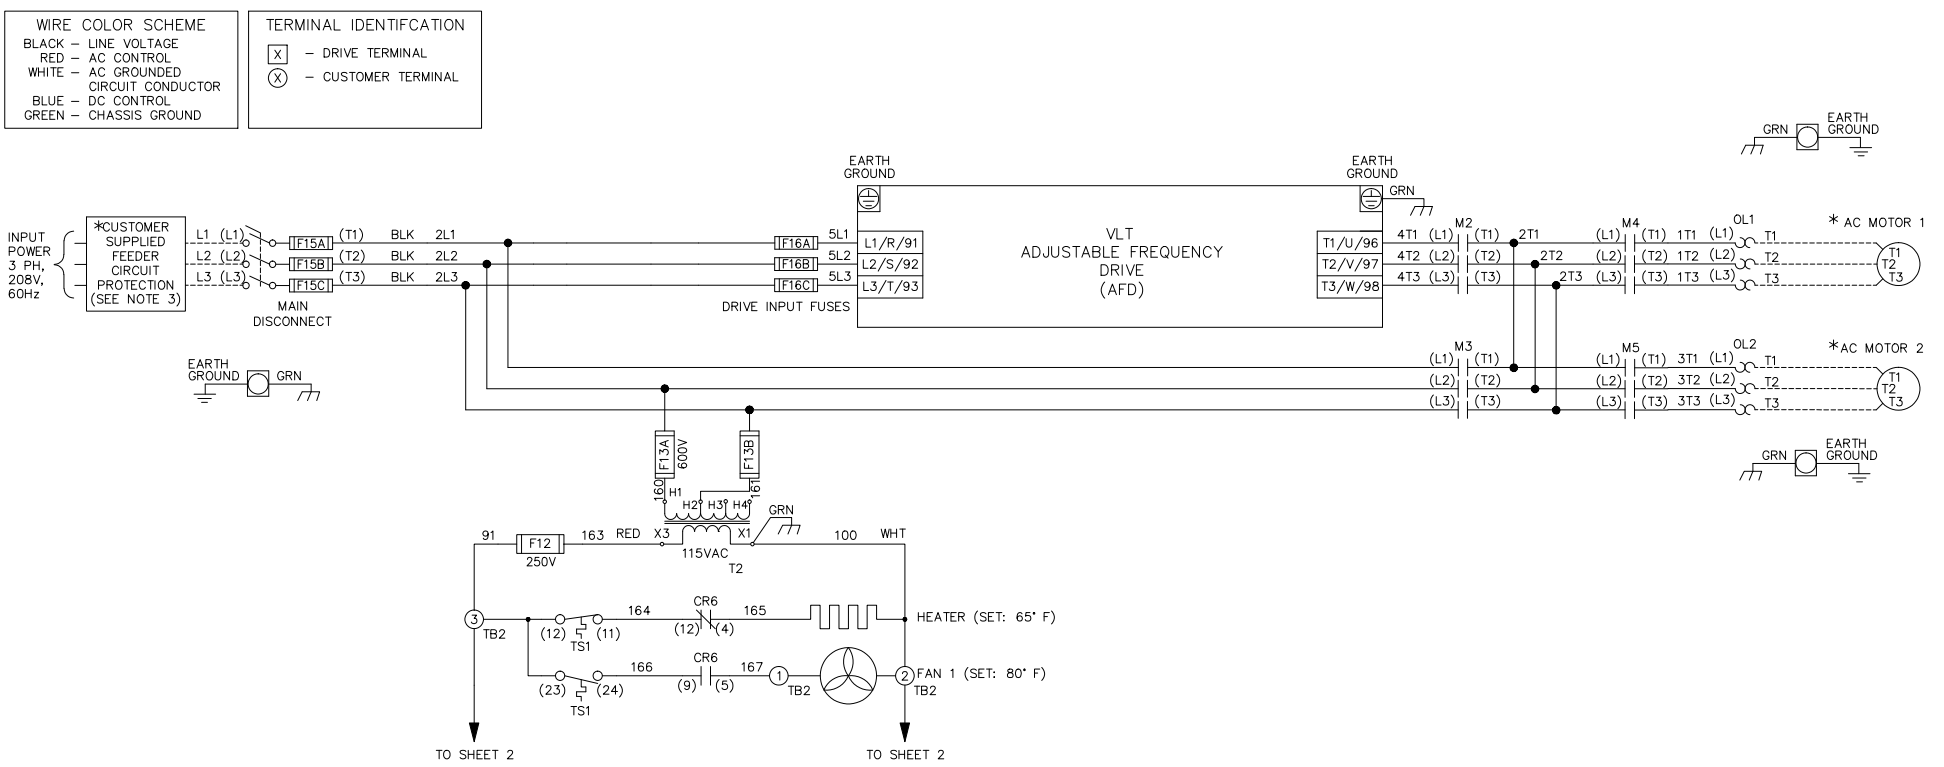 WIRE COLOR SCHEME
BLACK – LINE VOLTAGE
RED – AC CONTROL
WHITE – AC GROUNDED
CIRCUIT CONDUCTOR
BLUE – DC CONTROL
GREEN – CHASSIS GROUND
TERMINAL IDENTIFCATION
X – DRIVE TERMINAL
X – CUSTOMER TERMINAL
GRN
EARTH
GROUND
EARTH
GROUND
EARTH
GROUND
GRN
INPUT
POWER
3 PH,
208V,
60Hz
*CUSTOMER
SUPPLIED
FEEDER
CIRCUIT
PROTECTION
(SEE NOTE 3)
L1 (L1) F15A (T1) BLK 2L1 F16A 5L1 L1/R/91
L2 (L2) F15B (T2) BLK 2L2 F16B 5L2 L2/S/92
L3 (L3) F15C (T3) BLK 2L3 F16C 5L3 L3/T/93
MAIN
DISCONNECT
DRIVE INPUT FUSES
VLT
ADJUSTABLE FREQUENCY
DRIVE
(AFD)
M2 M4 OL1 * AC MOTOR 1
T1/U/96 4T1 (L1) (T1) 2T1 (L1) (T1) 1T1 (L1) T1 T1
T2/V/97 4T2 (L2) (T2) 2T2 (L2) (T2) 1T2 (L2) T2 T2
T3/W/98 4T3 (L3) (T3) 2T3 (L3) (T3) 1T3 (L3) T3 T3
M3 M5 OL2 * AC MOTOR 2
(L1) (T1) (L1) (T1) 3T1 (L1) T1 T1
(L2) (T2) (L2) (T2) 3T2 (L2) T2 T2
(L3) (T3) (L3) (T3) 3T3 (L3) T3 T3
EARTH
GROUND GRN
GRN
EARTH
GROUND
F13A
600V
F13B
160
161
H1 H2 H3 H4
GRN
91 F12 163 RED X3 X1 100 WHT
250V
115VAC
T2
3
TB2
164 CR6 165
(12) (11) (12) (4)
TS1
HEATER (SET: 65° F)
166 CR6 167 1 2
(23) (24) (9) (5) TB2 TB2
TS1
FAN 1 (SET: 80° F)
TO SHEET 2
TO SHEET 2